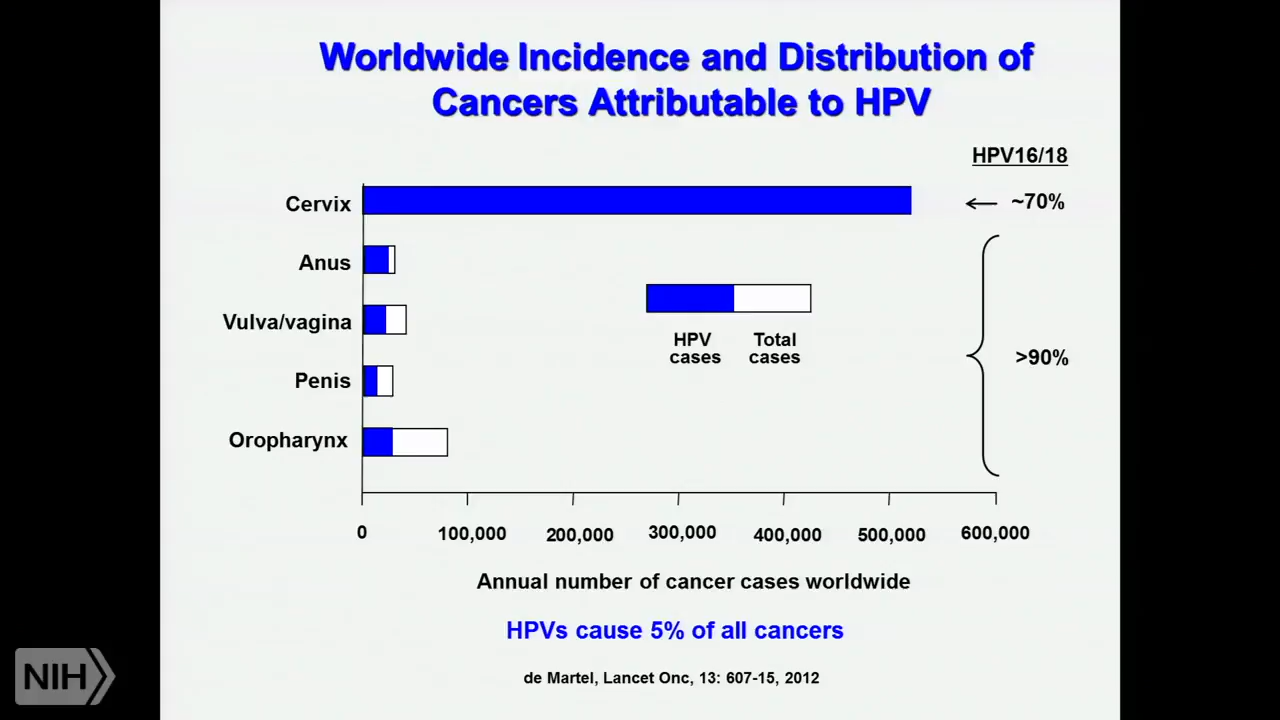 Worldwide Incidence and Distribution of
Cancers Attributable to HPV
HPV16/18
Cervix
~70%
Anus
Vulva/vagina
HPV cases
Total cases
>90%
Penis
Oropharynx
0 100,000 200,000 300,000 400,000 500,000 600,000
Annual number of cancer cases worldwide
HPVs cause 5% of all cancers
NIH
de Martel, Lancet Onc, 13: 607-15, 2012